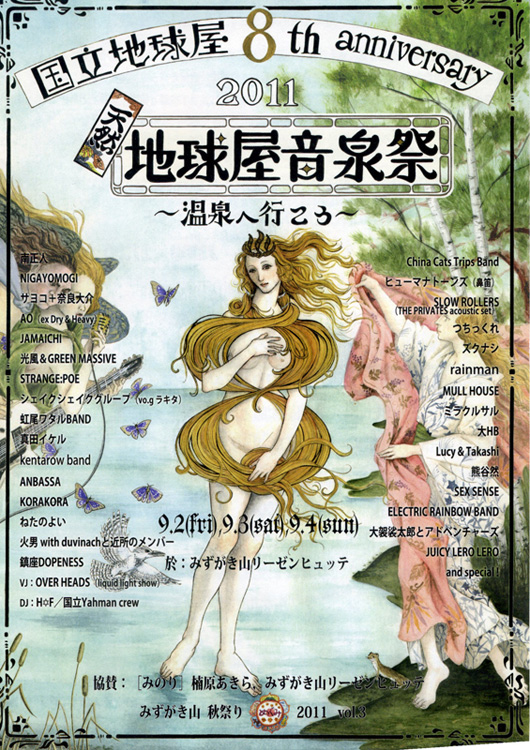 国立地球屋 8th anniversary
2011
天然
地球屋音泉祭
～温泉へ行こう～
南正人
NIGAYOMOGI
サヨコ＋奈良大介
AO（ex Dry & Heavy）
JAMAICHI
光風＆GREEN MASSIVE
STRANGE:POE
シェイクシェイクグループ（vo.g ラキタ）
虹尾ワタルBAND
真田イケル
kentarow band
ANBASSA
KORAKORA
ねたのよい
火男 with duvinachと近所のメンバー
鎮座DOPENESS
VJ：OVER HEADS（liquid light show）
DJ：H✡F／国立Yahman crew
China Cats Trips Band
ヒューマナトーンズ（鼻笛）
SLOW ROLLERS
(THE PRIVATES acoustic set)
つちっくれ
ズクナシ
rainman
MULL HOUSE
ミラクルサル
大HB
Lucy & Takashi
熊谷然
SEX SENSE
ELECTRIC RAINBOW BAND
大袈裟太郎とアドベンチャーズ
JUICY LERO LERO
and special !
9.2(fri),9.3(sat),9.4(sun)
於：みずがき山リーゼンヒュッテ
協賛：［みのり］楠原あきら、みずがき山リーゼンヒュッテ
みずがき山 秋祭り 2011 vol.3